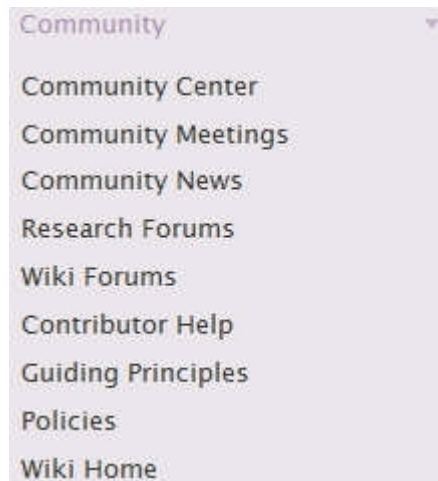 Community
Community Center
Community Meetings
Community News
Research Forums
Wiki Forums
Contributor Help
Guiding Principles
Policies
Wiki Home